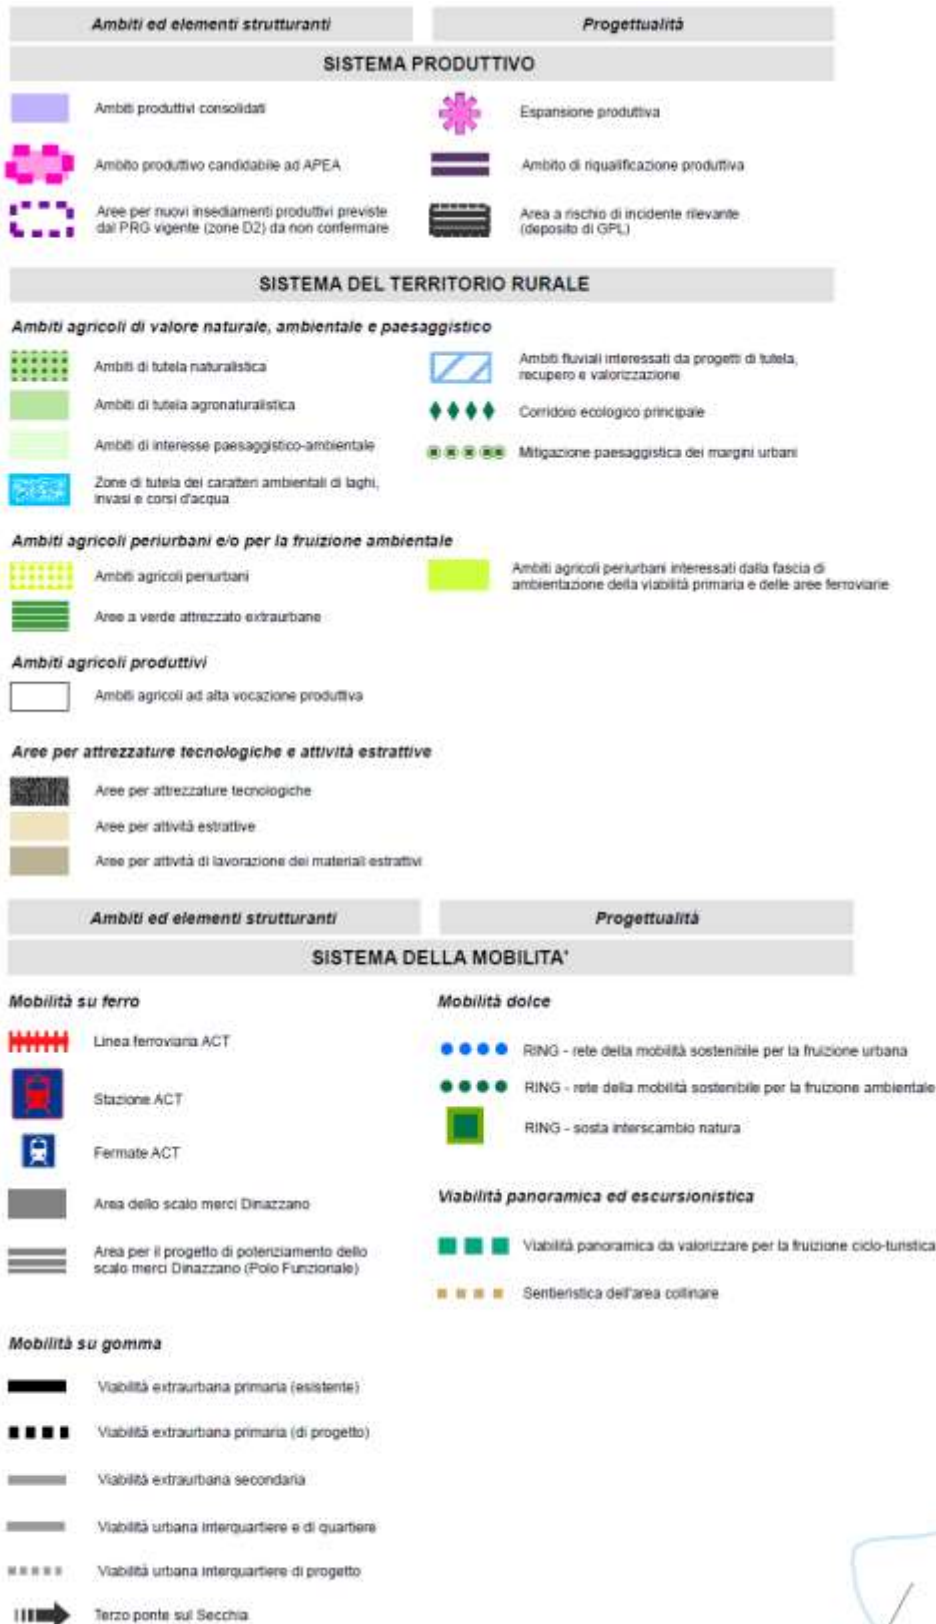 Ambiti ed elementi strutturanti
Progettualità
SISTEMA PRODUTTIVO
Ambiti produttivi consolidati
Espansione produttiva
Ambito produttivo candidabile ad APEA
Ambito di riqualificazione produttiva
Aree per nuovi insediamenti produttivi previste
dal PRG vigente (zone D2) da non confermare
Area a rischio di incidente rilevante
(deposito di GPL)
SISTEMA DEL TERRITORIO RURALE
Ambiti agricoli di valore naturale, ambientale e paesaggistico
Ambiti di tutela naturalistica
Ambiti fluviali interessati da progetti di tutela,
recupero e valorizzazione
Ambiti di tutela agronaturalistica
Corridoio ecologico principale
Ambiti di interesse paesaggistico-ambientale
Mitigazione paesaggistica dei margini urbani
Zone di tutela dei caratteri ambientali di laghi,
invasi e corsi d'acqua
Ambiti agricoli periurbani e/o per la fruizione ambientale
Ambiti agricoli periurbani
Ambiti agricoli periurbani interessati dalla fascia di
ambientazione della viabilità primaria e delle aree ferroviarie
Aree a verde attrezzato extraurbane
Ambiti agricoli produttivi
Ambiti agricoli ad alta vocazione produttiva
Aree per attrezzature tecnologiche e attività estrattive
Aree per attrezzature tecnologiche
Aree per attività estrattive
Aree per attività di lavorazione dei materiali estrattivi
Ambiti ed elementi strutturanti
Progettualità
SISTEMA DELLA MOBILITA'
Mobilità su ferro
Linea ferroviaria ACT
Stazione ACT
Fermate ACT
Area dello scalo merci Dinazzano
Area per il progetto di potenziamento dello
scalo merci Dinazzano (Polo Funzionale)
Mobilità dolce
RING - rete della mobilità sostenibile per la fruizione urbana
RING - rete della mobilità sostenibile per la fruizione ambientale
RING - sosta interscambio natura
Viabilità panoramica ed escursionistica
Viabilità panoramica da valorizzare per la fruizione ciclo-turistica
Sentieristica dell'area collinare
Mobilità su gomma
Viabilità extraurbana primaria (esistente)
Viabilità extraurbana primaria (di progetto)
Viabilità extraurbana secondaria
Viabilità urbana interquartiere e di quartiere
Viabilità urbana interquartiere di progetto
Terzo ponte sul Secchia